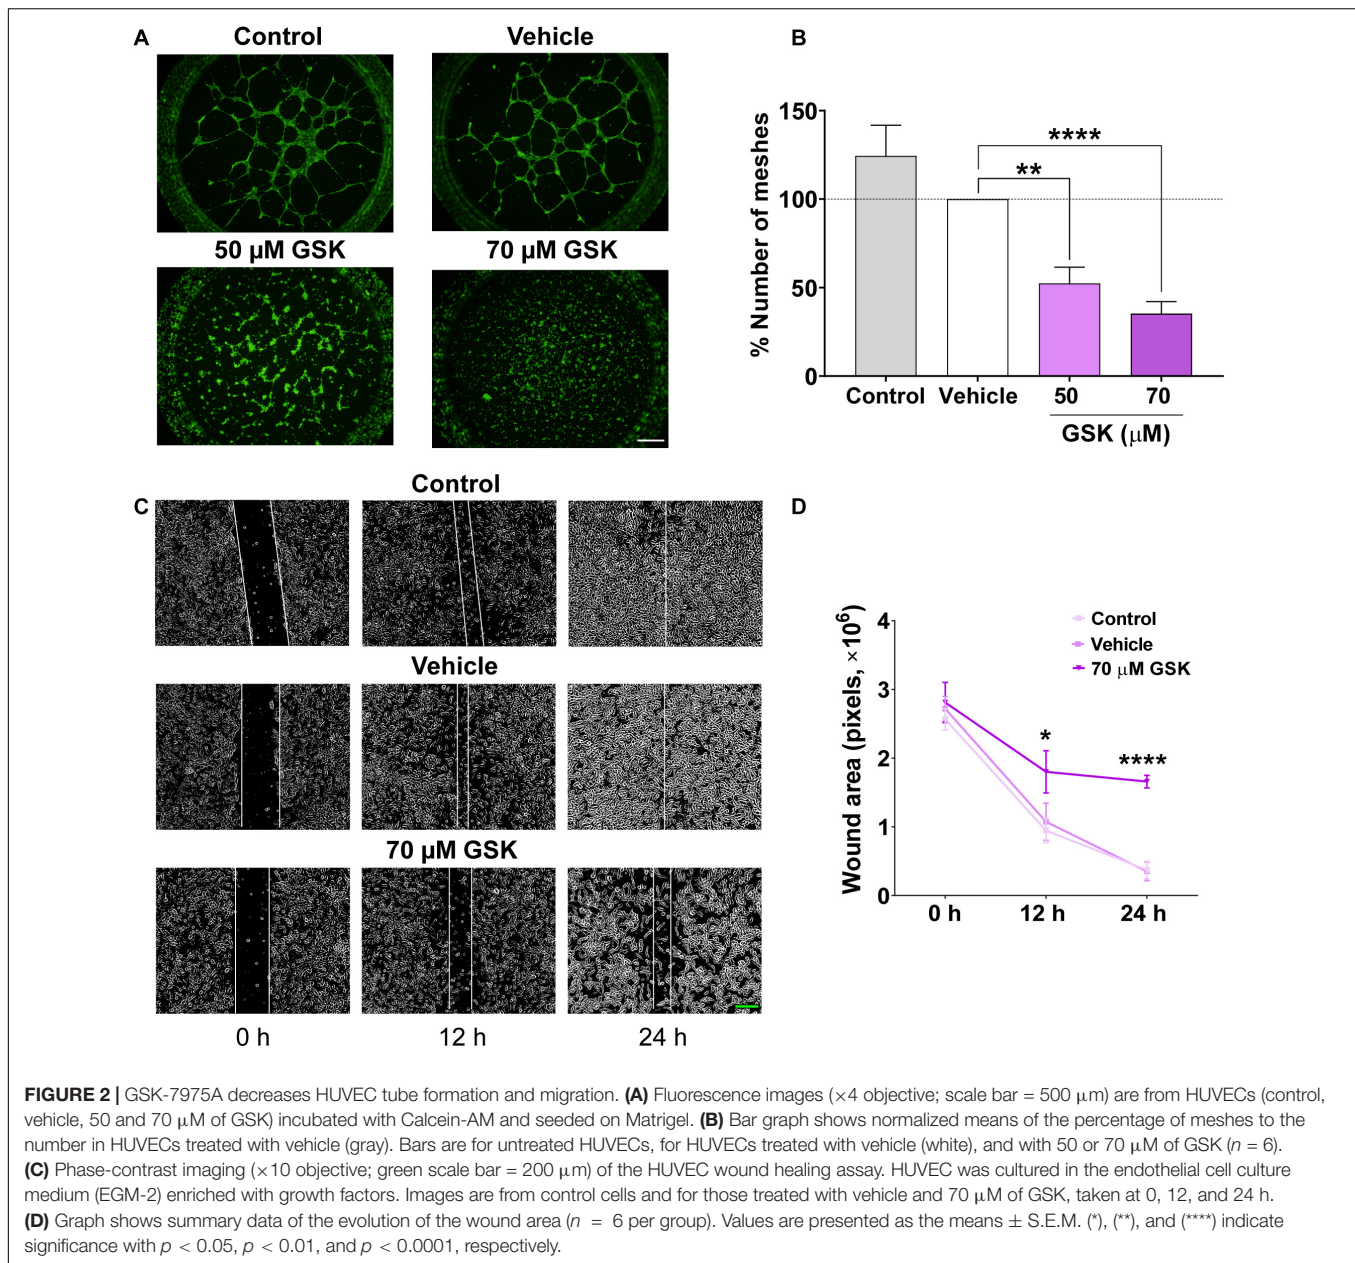 A
Control
Vehicle
50 µM GSK
70 µM GSK
B
% Number of meshes
150
100
50
0
****
**
Control
Vehicle
50
70
GSK (µM)
C
Control
Vehicle
70 µM GSK
0 h
12 h
24 h
D
Wound area (pixels, ×10⁶)
4
3
2
1
0
Control
Vehicle
70 µM GSK
*
****
0 h
12 h
24 h
FIGURE 2 | GSK-7975A decreases HUVEC tube formation and migration. (A) Fluorescence images (×4 objective; scale bar = 500 µm) are from HUVECs (control,
vehicle, 50 and 70 µM of GSK) incubated with Calcein-AM and seeded on Matrigel. (B) Bar graph shows normalized means of the percentage of meshes to the
number in HUVECs treated with vehicle (gray). Bars are for untreated HUVECs, for HUVECs treated with vehicle (white), and with 50 or 70 µM of GSK (n = 6).
(C) Phase-contrast imaging (×10 objective; green scale bar = 200 µm) of the HUVEC wound healing assay. HUVEC was cultured in the endothelial cell culture
medium (EGM-2) enriched with growth factors. Images are from control cells and for those treated with vehicle and 70 µM of GSK, taken at 0, 12, and 24 h.
(D) Graph shows summary data of the evolution of the wound area (n = 6 per group). Values are presented as the means ± S.E.M. (*), (**), and (****) indicate
significance with p < 0.05, p < 0.01, and p < 0.0001, respectively.